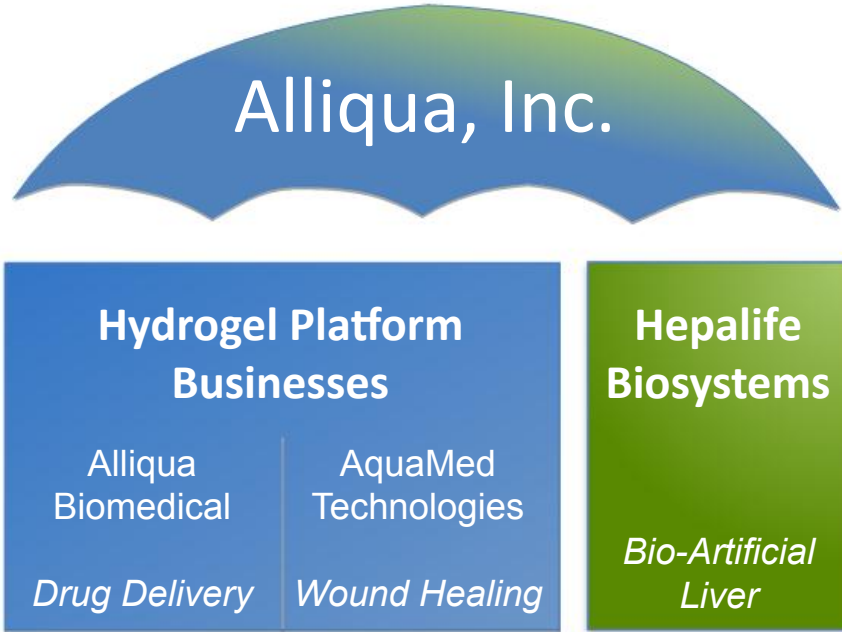 Alliqua, Inc.
Hydrogel Platform
Businesses
Alliqua
Biomedical
Drug Delivery
AquaMed
Technologies
Wound Healing
Hepalife
Biosystems
Bio-Artificial
Liver